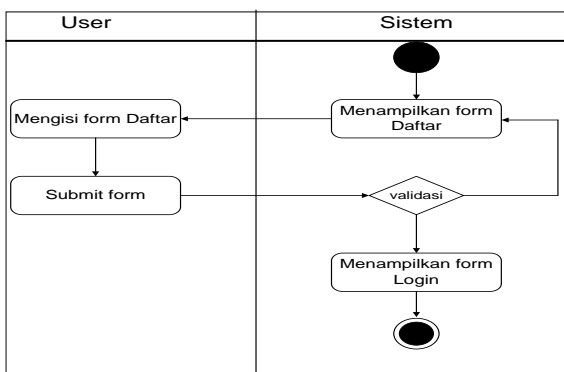 User
Sistem
Menampilkan form
Daftar
Mengisi form Daftar
Submit form
validasi
Menampilkan form
Login